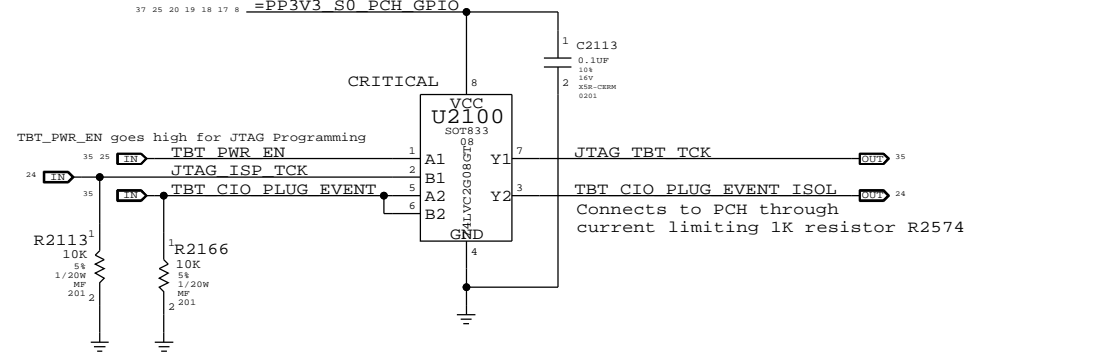 37 25 20 19 18 17 8 =PP3V3_S0_PCH_GPIO
1 C2113
0.1UF
10%
16V
2 X5R-CERM
0201
CRITICAL 8
VCC
U2100
SOT833
08
74LVC2G08GT
TBT_PWR_EN goes high for JTAG Programming
35 25 IN TBT_PWR_EN 1 A1 Y1 7 JTAG_TBT_TCK OUT 35
24 IN JTAG_ISP_TCK 2 B1
35 IN TBT_CIO_PLUG_EVENT 5 A2 Y2 3 TBT_CIO_PLUG_EVENT_ISOL OUT 24
6 B2
Connects to PCH through
current limiting 1K resistor R2574
GND
4
R2113 1
10K
5%
1/20W
MF
201 2
1 R2166
10K
5%
1/20W
MF
2 201